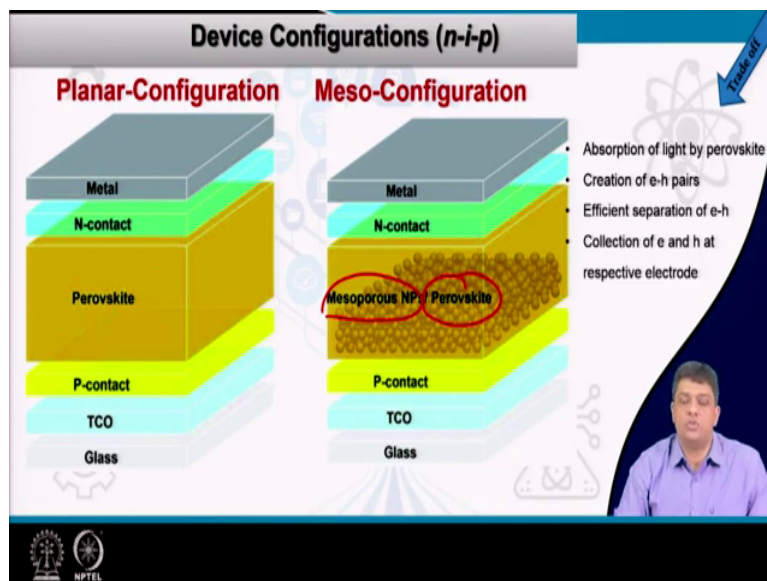 Device Configurations (n-i-p)
Trade off
Planar-Configuration
Meso-Configuration
Metal
N-contact
Perovskite
P-contact
TCO
Glass
Metal
N-contact
Mesoporous NPs/ Perovskite
P-contact
TCO
Glass
• Absorption of light by perovskite
• Creation of e-h pairs
• Efficient separation of e-h
• Collection of e and h at
respective electrode
NPTEL